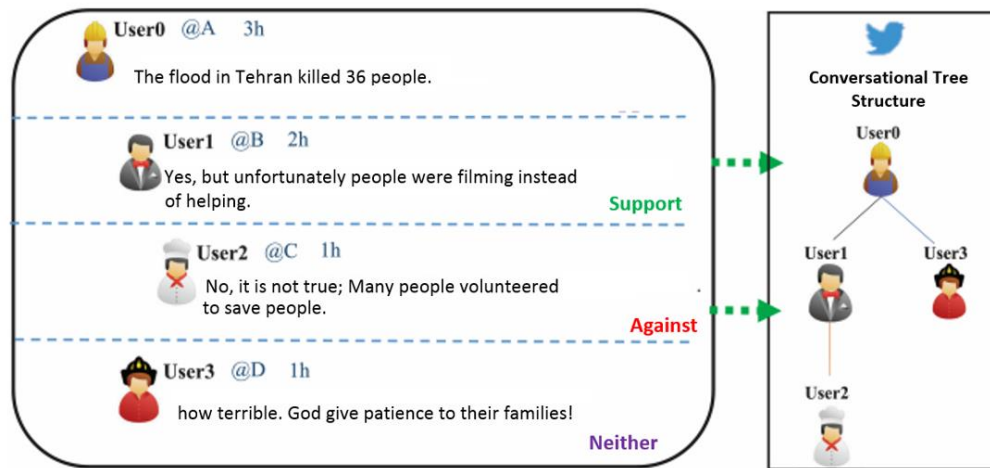 User0 @A 3h
The flood in Tehran killed 36 people.
User1 @B 2h
Yes, but unfortunately people were filming instead
of helping.
Support
User2 @C 1h
No, it is not true; Many people volunteered
to save people.
Against
User3 @D 1h
how terrible. God give patience to their families!
Neither
Conversational Tree
Structure
User0
User1
User3
User2